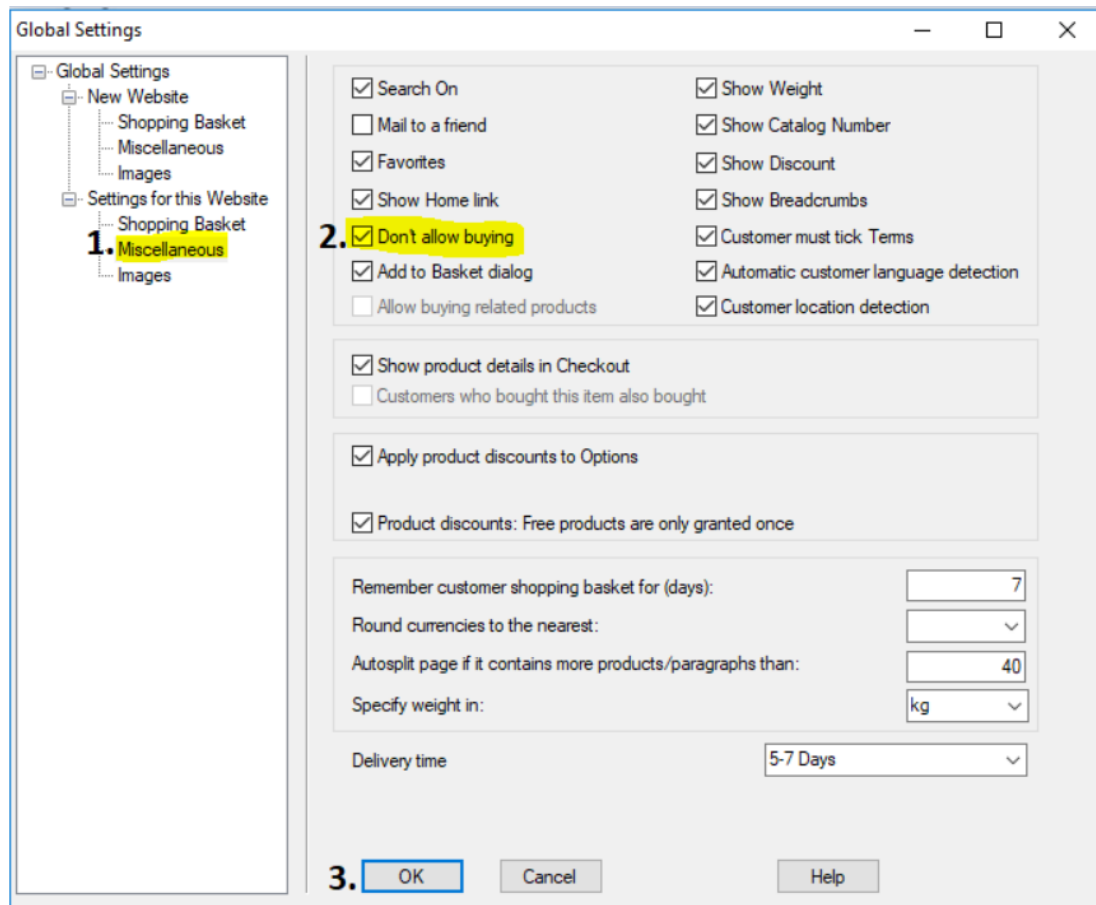 Global Settings
Global Settings
New Website
Shopping Basket
Miscellaneous
Images
Settings for this Website
Shopping Basket
1. Miscellaneous
Images
Search On
Show Weight
Mail to a friend
Show Catalog Number
Favorites
Show Discount
Show Home link
Show Breadcrumbs
2. Don't allow buying
Customer must tick Terms
Add to Basket dialog
Automatic customer language detection
Allow buying related products
Customer location detection
Show product details in Checkout
Customers who bought this item also bought
Apply product discounts to Options
Product discounts: Free products are only granted once
Remember customer shopping basket for (days): 7
Round currencies to the nearest:
Autosplit page if it contains more products/paragraphs than: 40
Specify weight in: kg
Delivery time 5-7 Days
3. OK Cancel Help